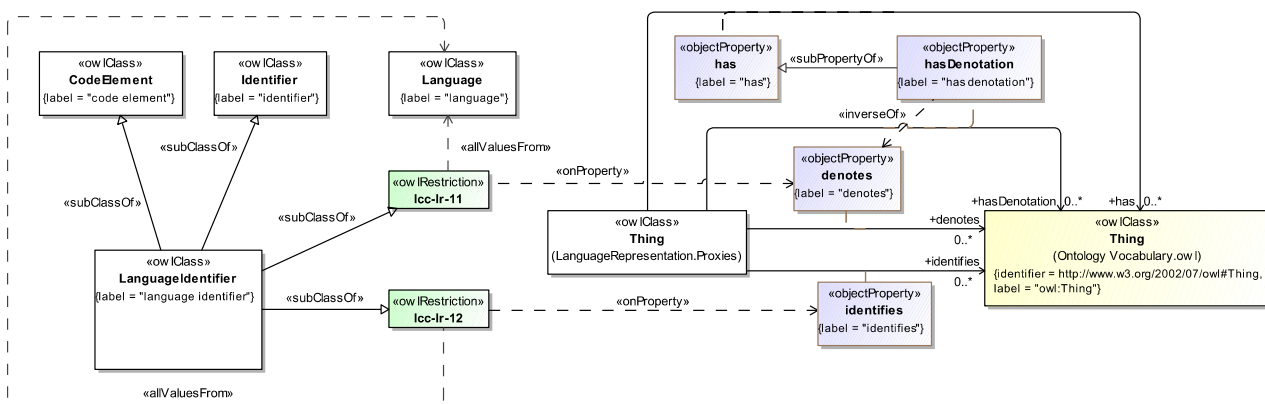 «owlClass»
CodeElement
{label = "code element"}
«owlClass»
Identifier
{label = "identifier"}
«owlClass»
Language
{label = "language"}
«objectProperty»
has
{label = "has"}
«subPropertyOf»
«objectProperty»
hasDenotation
{label = "has denotation"}
«inverseOf»
«subClassOf»
«allValuesFrom»
«objectProperty»
denotes
{label = "denotes"}
«onProperty»
«owlRestriction»
lcc-lr-11
«subClassOf»
«subClassOf»
+hasDenotation 0..*
+has 0..*
«owlClass»
Thing
(LanguageRepresentation.Proxies)
+denotes
0..*
+identifies
0..*
«owlClass»
Thing
(Ontology Vocabulary.owl)
{identifier = http://www.w3.org/2002/07/owl#Thing,
label = "owl:Thing"}
«owlClass»
LanguageIdentifier
{label = "language identifier"}
«subClassOf»
«owlRestriction»
lcc-lr-12
«onProperty»
«objectProperty»
identifies
{label = "identifies"}
«allValuesFrom»